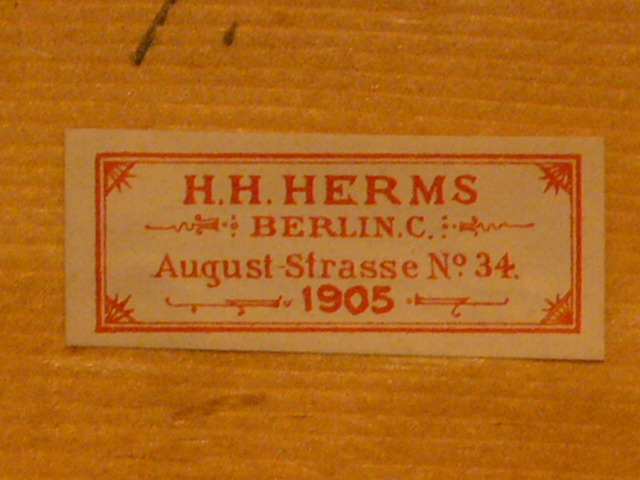 H.H. HERMS
BERLIN.C.
August-Strasse Nº 34.
1905